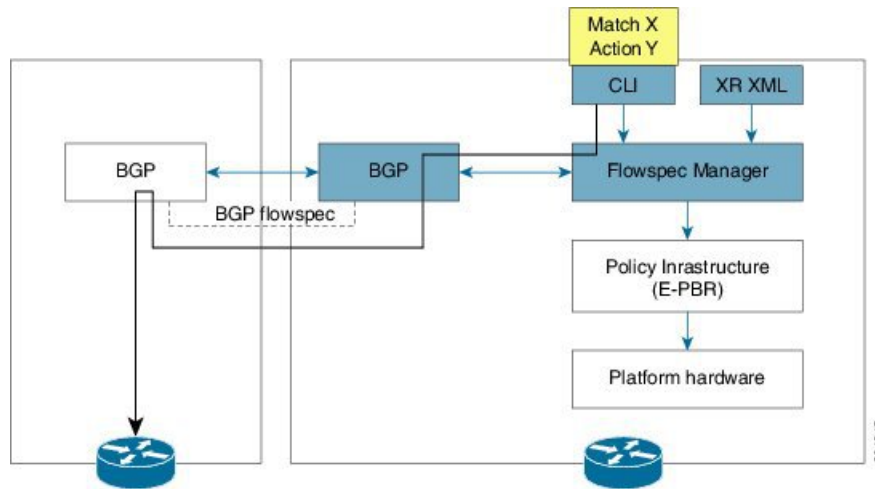 Match X
Action Y
CLI
XR XML
BGP
BGP
Flowspec Manager
BGP flowspec
Policy Inrastructure
(E-PBR)
Platform hardware